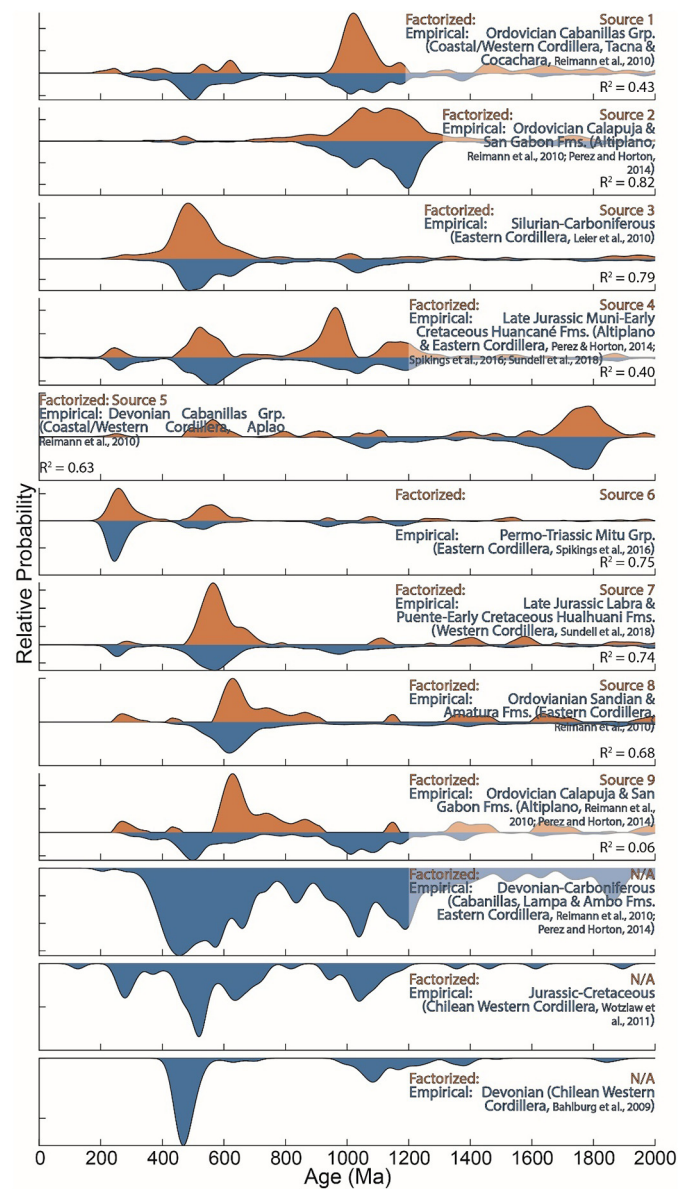 Factorized: Source 1
Empirical: Ordovician Cabanillas Grp.
(Coastal/Western Cordillera, Tacna &
Cocachara, Reimann et al., 2010)
R² = 0.43
Factorized: Source 2
Empirical: Ordovician Calapuja &
San Gabon Fms. (Altiplano,
Reimann et al., 2010; Perez and Horton,
2014)
R² = 0.82
Factorized: Source 3
Empirical: Silurian-Carboniferous
(Eastern Cordillera, Leier et al., 2010)
R² = 0.79
Factorized: Source 4
Empirical: Late Jurassic Muni-Early
Cretaceous Huancané Fms. (Altiplano
& Eastern Cordillera, Perez & Horton, 2014;
Spikings et al., 2016; Sundell et al., 2018)
R² = 0.40
Factorized: Source 5
Empirical: Devonian Cabanillas Grp.
(Coastal/Western Cordillera, Aplao
Reimann et al., 2010)
R² = 0.63
Factorized: Source 6
Empirical: Permo-Triassic Mitu Grp.
(Eastern Cordillera, Spikings et al., 2016)
R² = 0.75
Factorized: Source 7
Empirical: Late Jurassic Labra &
Puente-Early Cretaceous Hualhuani Fms.
(Western Cordillera, Sundell et al., 2018)
R² = 0.74
Factorized: Source 8
Empirical: Ordovianian Sandian &
Amatura Fms. (Eastern Cordillera,
Reimann et al., 2010)
R² = 0.68
Factorized: Source 9
Empirical: Ordovician Calapuja & San
Gabon Fms. (Altiplano, Reimann et al.,
2010; Perez and Horton, 2014)
R² = 0.06
Factorized: N/A
Empirical: Devonian-Carboniferous
(Cabanillas, Lampa & Ambo Fms.
Eastern Cordillera, Reimann et al., 2010;
Perez and Horton, 2014)
Factorized: N/A
Empirical: Jurassic-Cretaceous
(Chilean Western Cordillera, Wotzlaw et
al., 2011)
Factorized: N/A
Empirical: Devonian (Chilean Western
Cordillera, Bahlburg et al., 2009)
Relative Probability
0 200 400 600 800 1000 1200 1400 1600 1800 2000
Age (Ma)